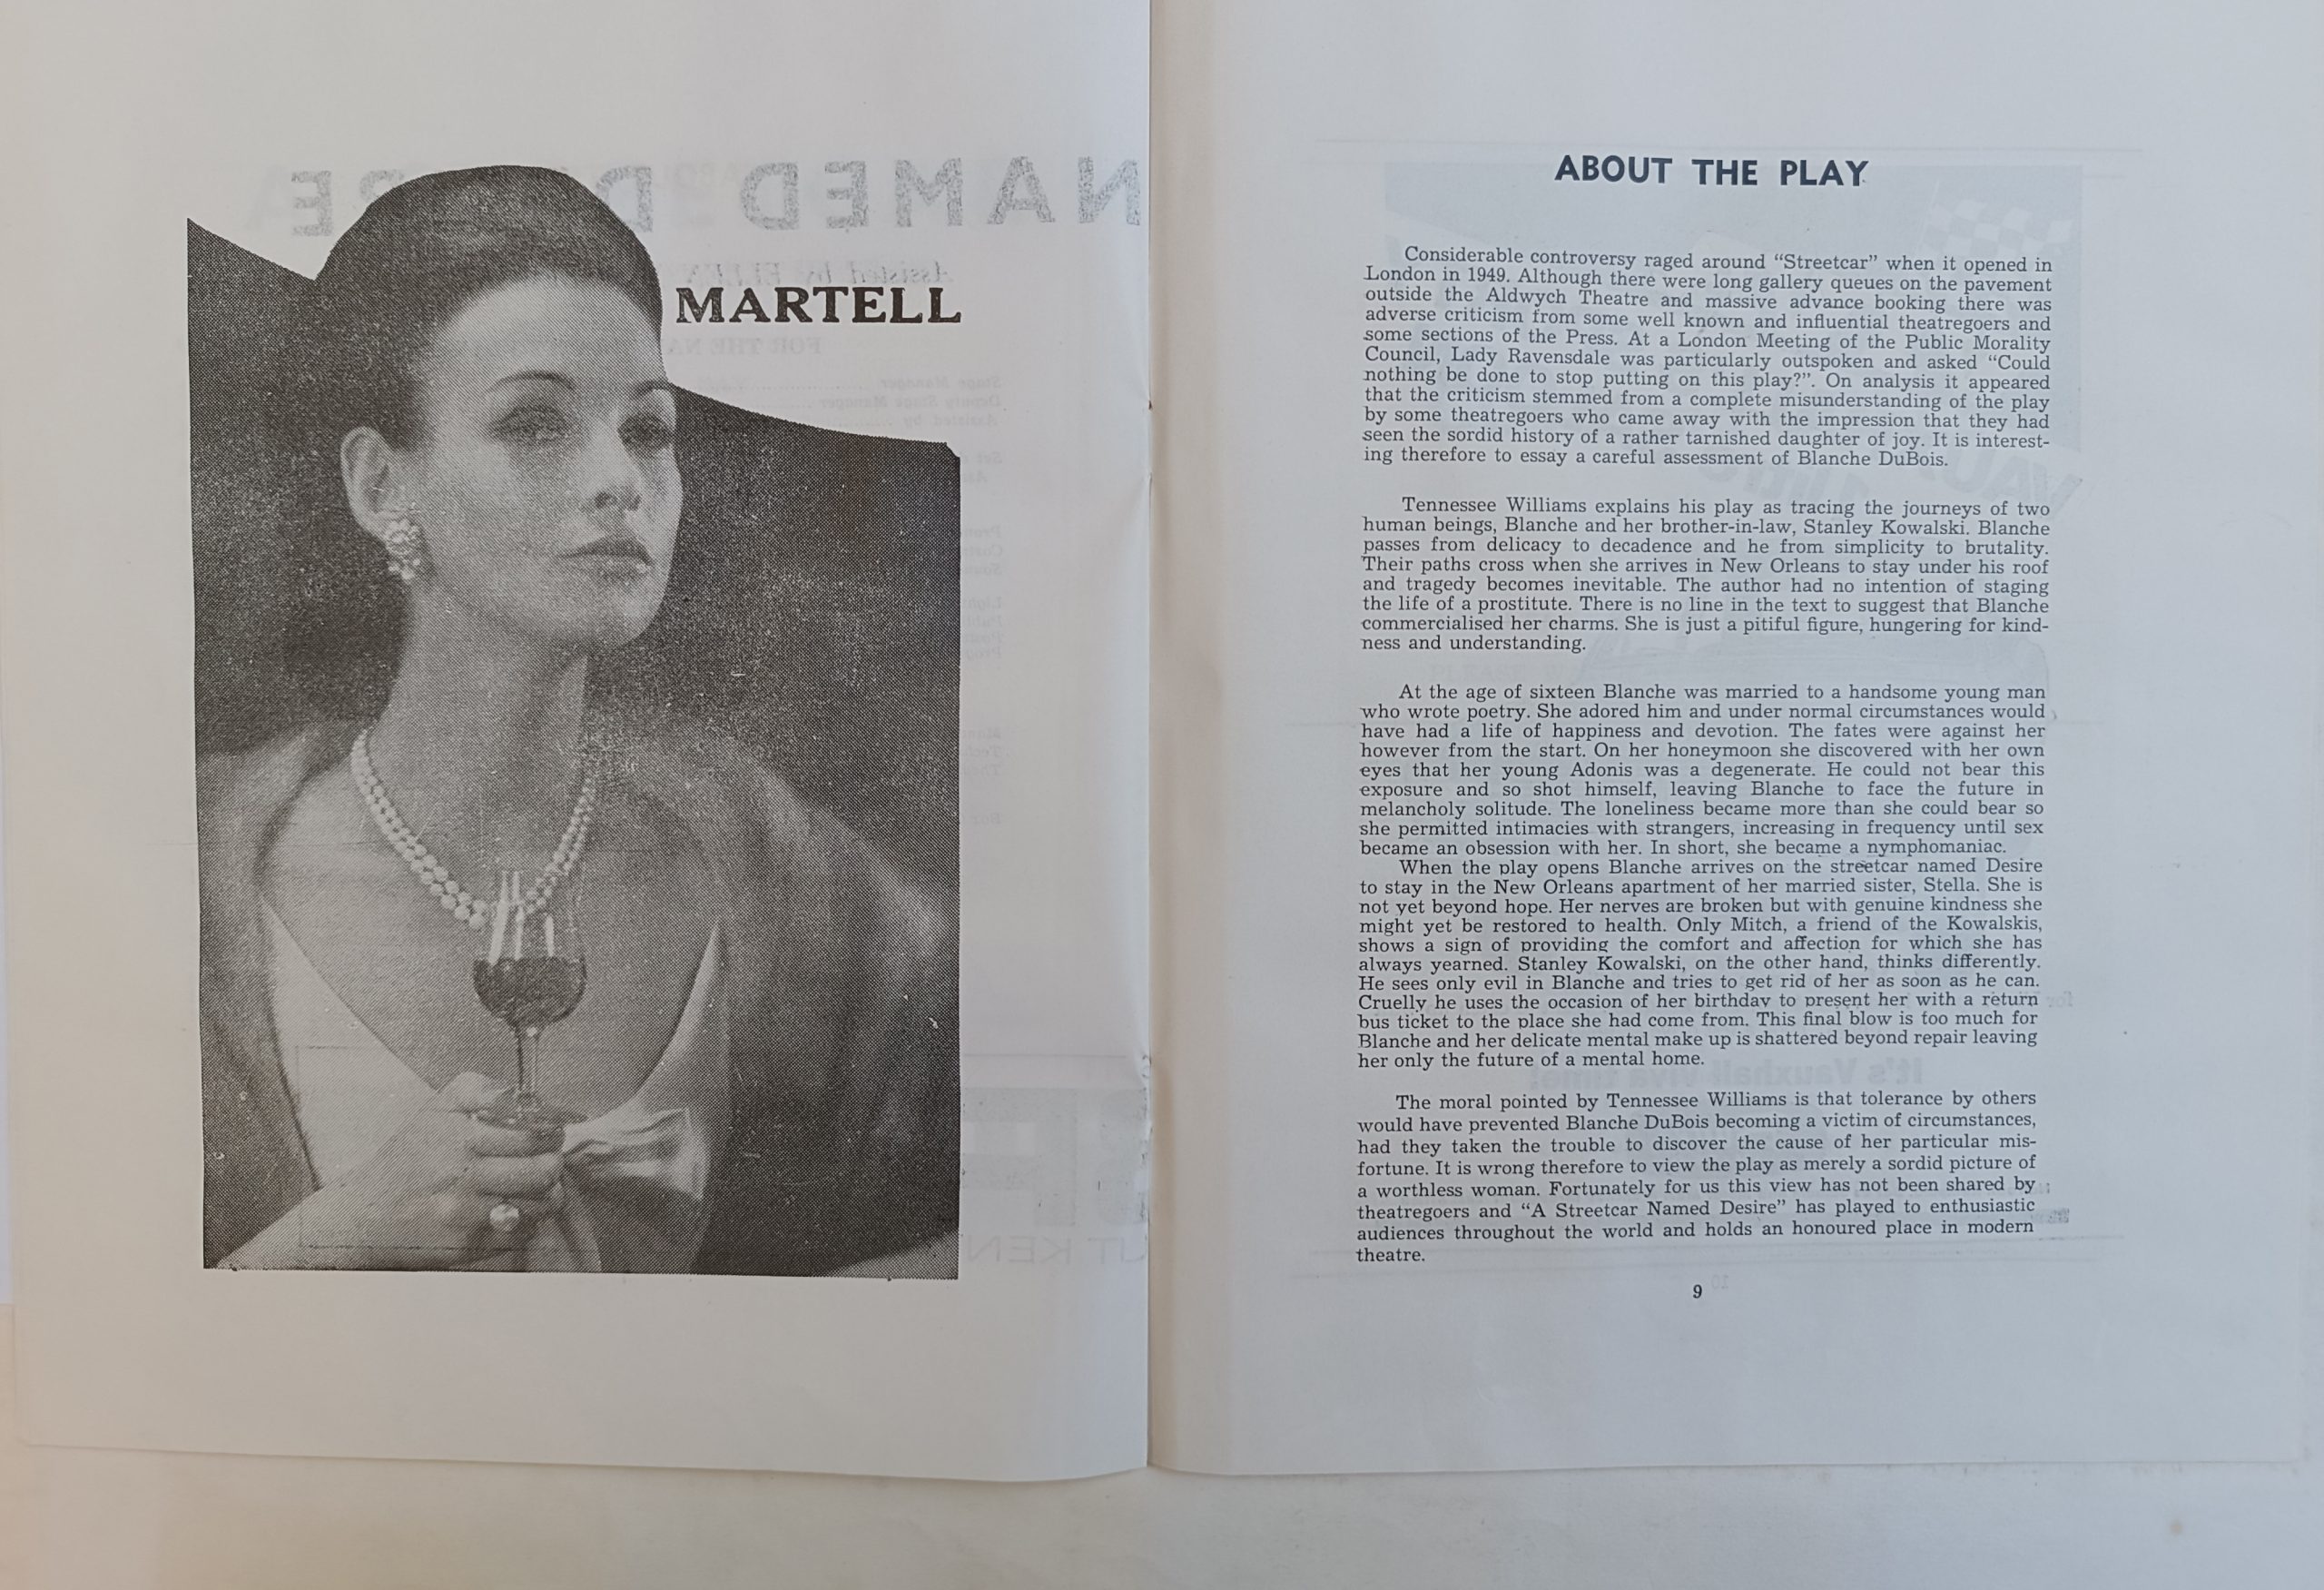 MARTELL
NAMED D RE
Assisted by ELLEN
FOR THE NA
Stage Manager
Deputy Stage Manager
Assisted by
ABOUT THE PLAY
Considerable controversy raged around “Streetcar” when it opened in
London in 1949. Although there were long gallery queues on the pavement
outside the Aldwych Theatre and massive advance booking there was
adverse criticism from some well known and influential theatregoers and
some sections of the Press. At a London Meeting of the Public Morality
Council, Lady Ravensdale was particularly outspoken and asked “Could
nothing be done to stop putting on this play?”. On analysis it appeared
that the criticism stemmed from a complete misunderstanding of the play
by some theatregoers who came away with the impression that they had
seen the sordid history of a rather tarnished daughter of joy. It is interest-
ing therefore to essay a careful assessment of Blanche DuBois.
Tennessee Williams explains his play as tracing the journeys of two
human beings, Blanche and her brother-in-law, Stanley Kowalski. Blanche
passes from delicacy to decadence and he from simplicity to brutality.
Their paths cross when she arrives in New Orleans to stay under his roof
and tragedy becomes inevitable. The author had no intention of staging
the life of a prostitute. There is no line in the text to suggest that Blanche
commercialised her charms. She is just a pitiful figure, hungering for kind-
ness and understanding.
At the age of sixteen Blanche was married to a handsome young man
who wrote poetry. She adored him and under normal circumstances would
have had a life of happiness and devotion. The fates were against her
however from the start. On her honeymoon she discovered with her own
eyes that her young Adonis was a degenerate. He could not bear this
exposure and so shot himself, leaving Blanche to face the future in
melancholy solitude. The loneliness became more than she could bear so
she permitted intimacies with strangers, increasing in frequency until sex
became an obsession with her. In short, she became a nymphomaniac.
When the play opens Blanche arrives on the streetcar named Desire
to stay in the New Orleans apartment of her married sister, Stella. She is
not yet beyond hope. Her nerves are broken but with genuine kindness she
might yet be restored to health. Only Mitch, a friend of the Kowalskis,
shows a sign of providing the comfort and affection for which she has
always yearned. Stanley Kowalski, on the other hand, thinks differently.
He sees only evil in Blanche and tries to get rid of her as soon as he can.
Cruelly he uses the occasion of her birthday to present her with a return
bus ticket to the place she had come from. This final blow is too much for
Blanche and her delicate mental make up is shattered beyond repair leaving
her only the future of a mental home.
It's Vauxhall Viva time!
The moral pointed by Tennessee Williams is that tolerance by others
would have prevented Blanche DuBois becoming a victim of circumstances,
had they taken the trouble to discover the cause of her particular mis-
fortune. It is wrong therefore to view the play as merely a sordid picture of
a worthless woman. Fortunately for us this view has not been shared by
theatregoers and “A Streetcar Named Desire” has played to enthusiastic
audiences throughout the world and holds an honoured place in modern
theatre.
9
10